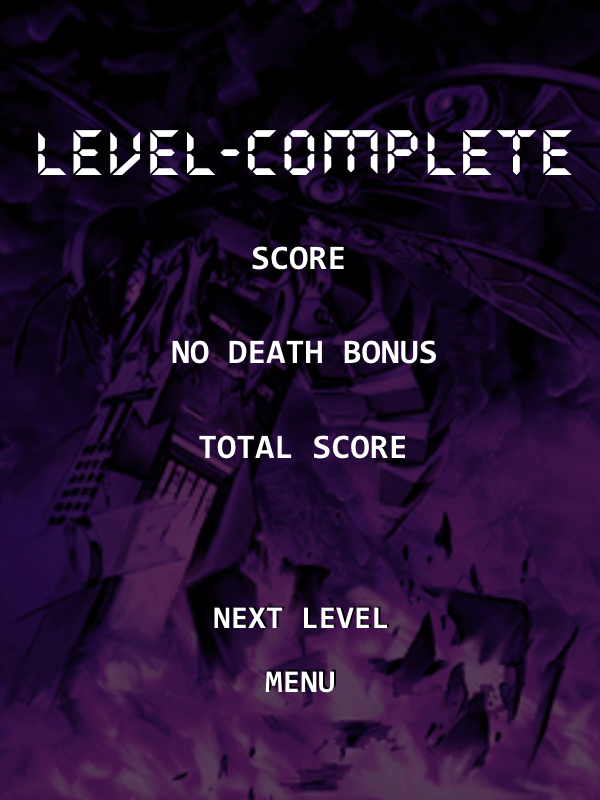 LEVEL-COMPLETE
SCORE
NO DEATH BONUS
TOTAL SCORE
NEXT LEVEL
MENU